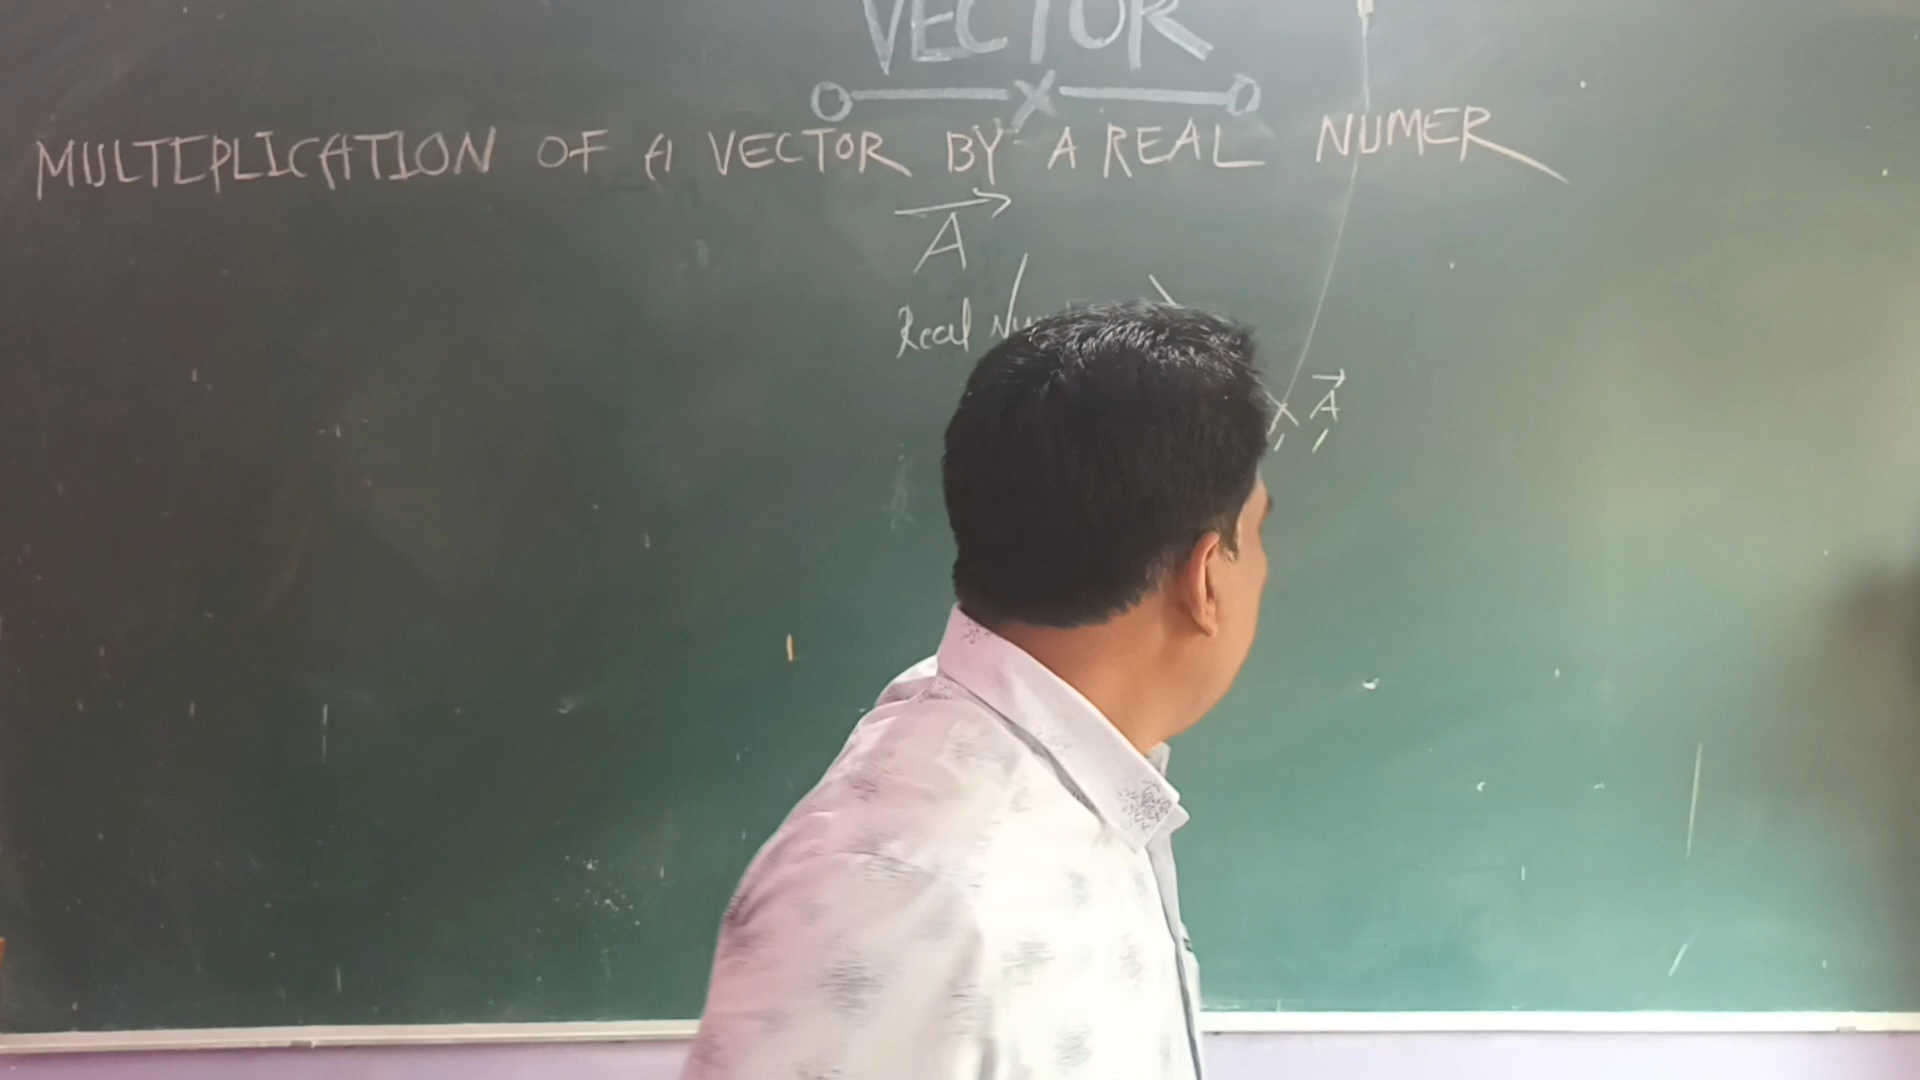 VECTOR
MULTIPLICATION OF A VECTOR BY A REAL NUMER
A
Real
A